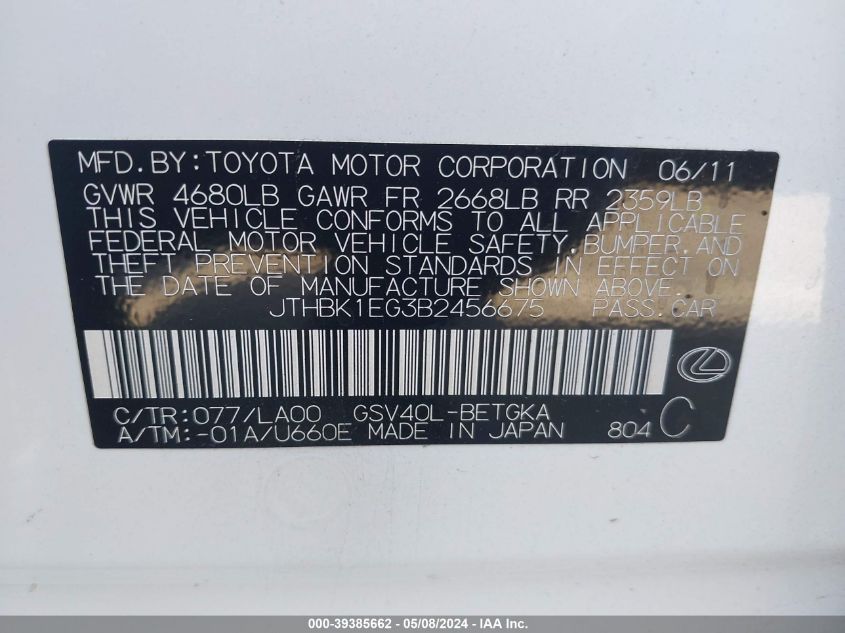 MFD.BY:TOYOTA MOTOR CORPORATION 06/11
GVWR 4680LB GAWR FR 2668LB RR 2359LB
THIS VEHICLE CONFORMS TO ALL APPLICABLE
FEDERAL MOTOR VEHICLE SAFETY,BUMPER,AND
THEFT PREVENTION STANDARDS IN EFFECT ON
THE DATE OF MANUFACTURE SHOWN ABOVE.
JTHBK1EG3B2456675 PASS.CAR
C/TR:077/LA00 GSV40L-BETGKA
A/TM:-01A/U660E MADE IN JAPAN 804 C
000-39385662 / 05/08/2024 - IAA Inc.